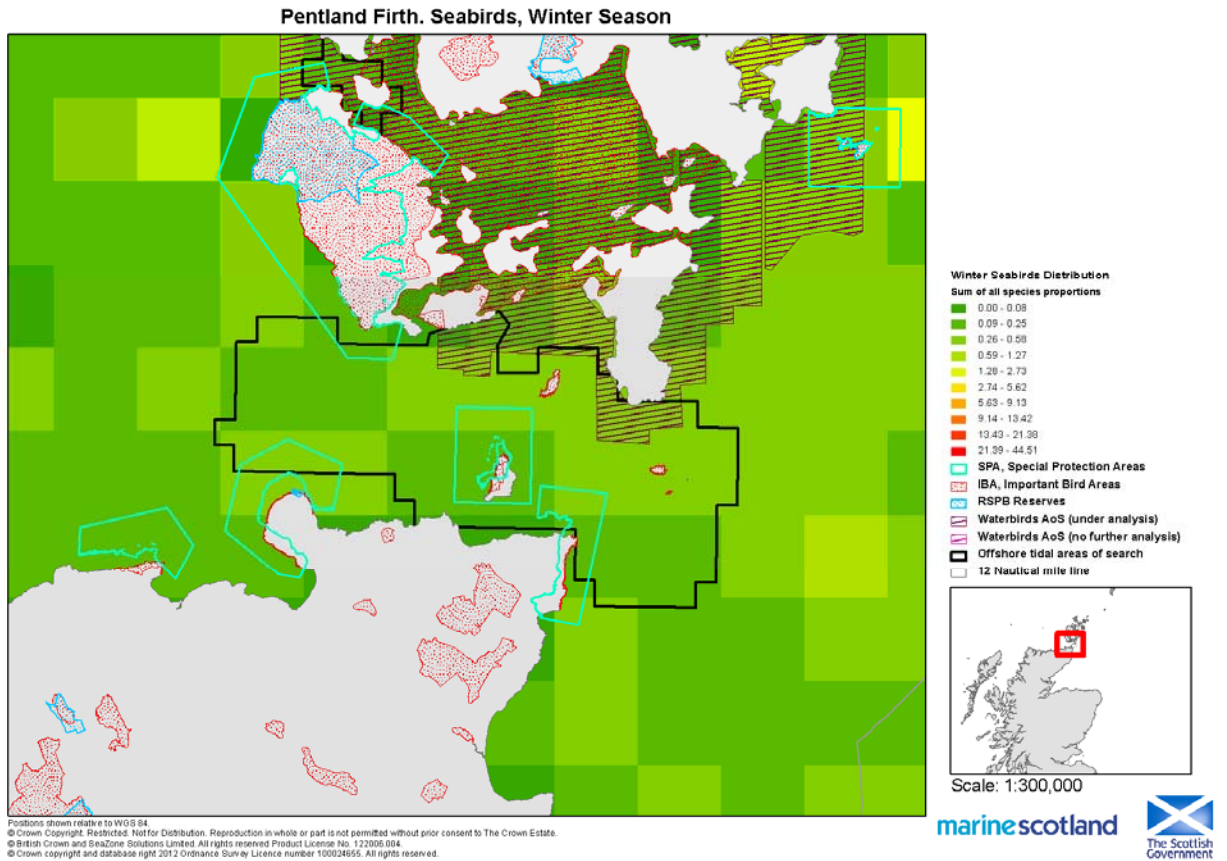 Pentland Firth. Seabirds, Winter Season
Winter Seabirds Distribution
Sum of all species proportions
0.00 - 0.08
0.09 - 0.25
0.26 - 0.58
0.59 - 1.27
1.28 - 2.73
2.74 - 5.62
5.63 - 9.13
9.14 - 13.42
13.43 - 21.38
21.39 - 44.51
SPA, Special Protection Areas
IBA, Important Bird Areas
RSPB Reserves
Waterbirds AoS (under analysis)
Waterbirds AoS (no further analysis)
Offshore tidal areas of search
12 Nautical mile line
Scale: 1:300,000
marinescotland
The Scottish
Government
Positions shown relative to WGS 84.
© Crown Copyright. Restricted. Not for Distribution. Reproduction in whole or part is not permitted without prior consent to The Crown Estate.
© British Crown and SeaZone Solutions Limited. All rights reserved Product License No. 122006.004.
© Crown copyright and database right 2012 Ordnance Survey Licence number 100024655. All rights reserved.